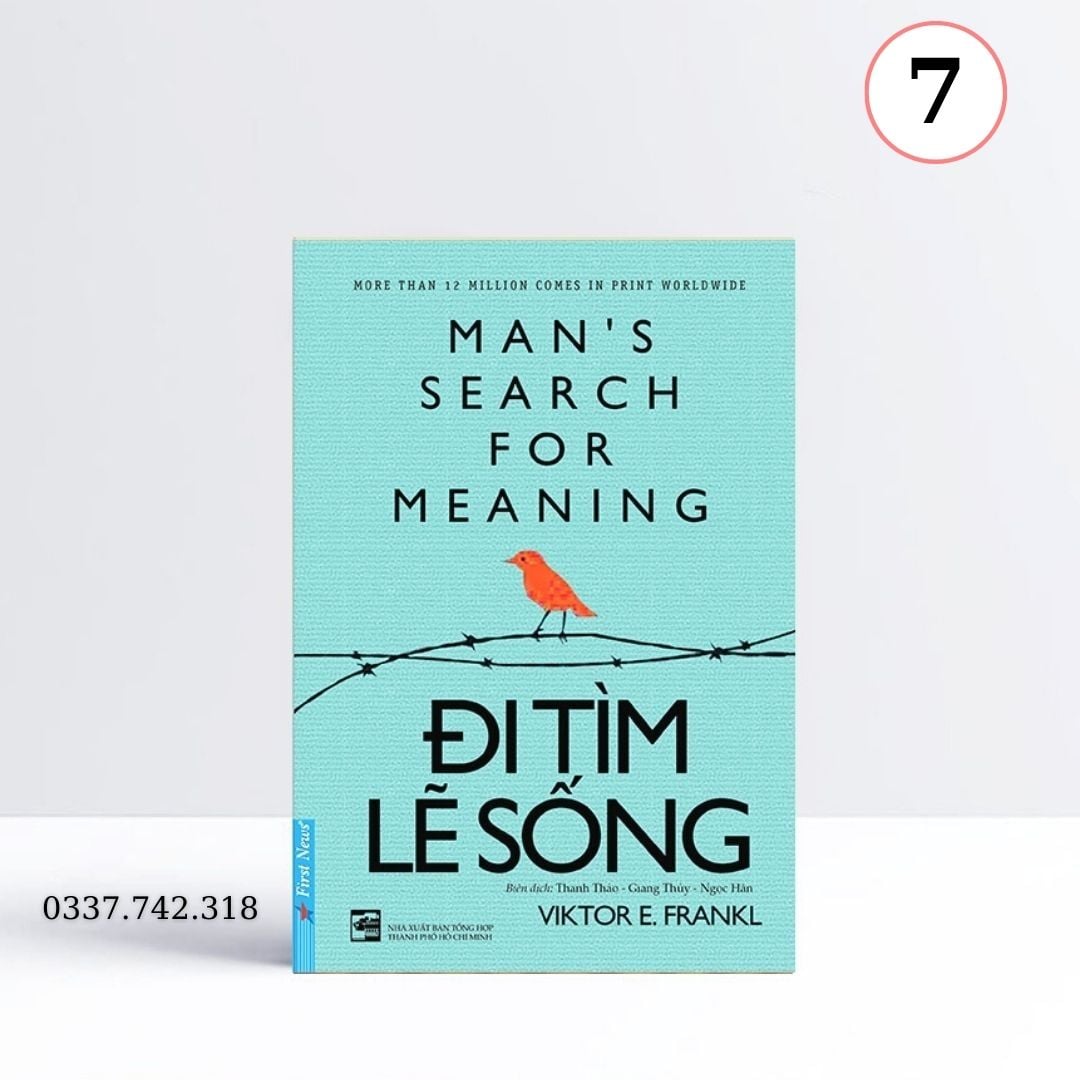 7
MORE THAN 12 MILLION COMES IN PRINT WORLDWIDE
MAN'S
SEARCH
FOR
MEANING
ĐI TÌM
LẼ SỐNG
Biên dịch: Thanh Thảo - Giang Thủy - Ngọc Hân
VIKTOR E. FRANKL
NHÀ XUẤT BẢN TỔNG HỢP
THÀNH PHỐ HỒ CHÍ MINH
First News
0337.742.318